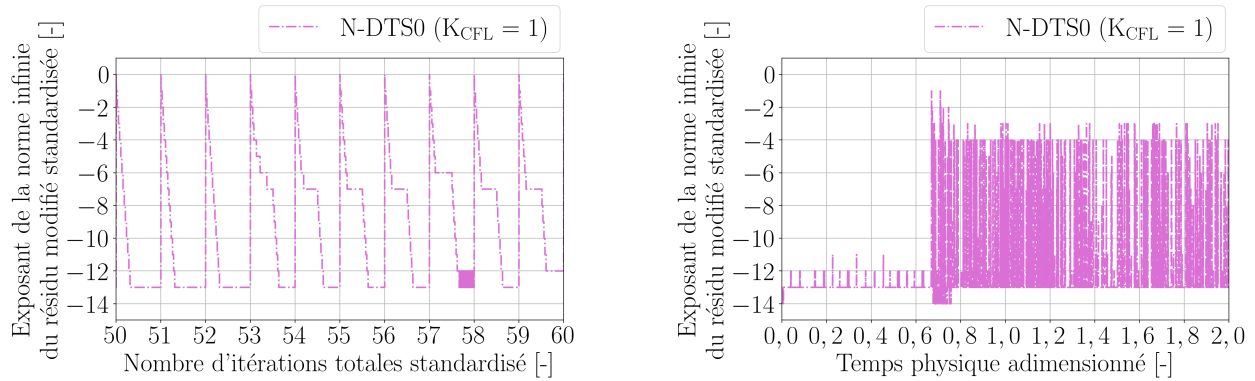 N-DTS0 (K_CFL = 1)
Exposant de la norme infinie
du résidu modifié standardisée [-]
0
−2
−4
−6
−8
−10
−12
−14
50 51 52 53 54 55 56 57 58 59 60
Nombre d'itérations totales standardisé [-]
N-DTS0 (K_CFL = 1)
Exposant de la norme infinie
du résidu modifié standardisée [-]
0
−2
−4
−6
−8
−10
−12
−14
0,0 0,2 0,4 0,6 0,8 1,0 1,2 1,4 1,6 1,8 2,0
Temps physique adimensionné [-]